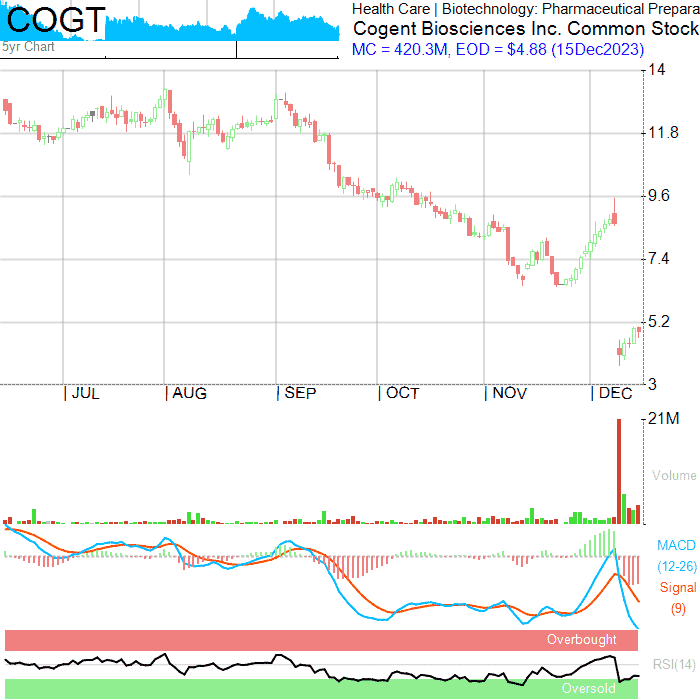 COGT
5yr Chart
Health Care | Biotechnology: Pharmaceutical Prepara
Cogent Biosciences Inc. Common Stock
MC = 420.3M, EOD = $4.88 (15Dec2023)
14
11.8
9.6
7.4
5.2
3
JUL AUG SEP OCT NOV DEC
21M
Volume
MACD
(12-26)
Signal
(9)
Overbought
RSI(14)
Oversold